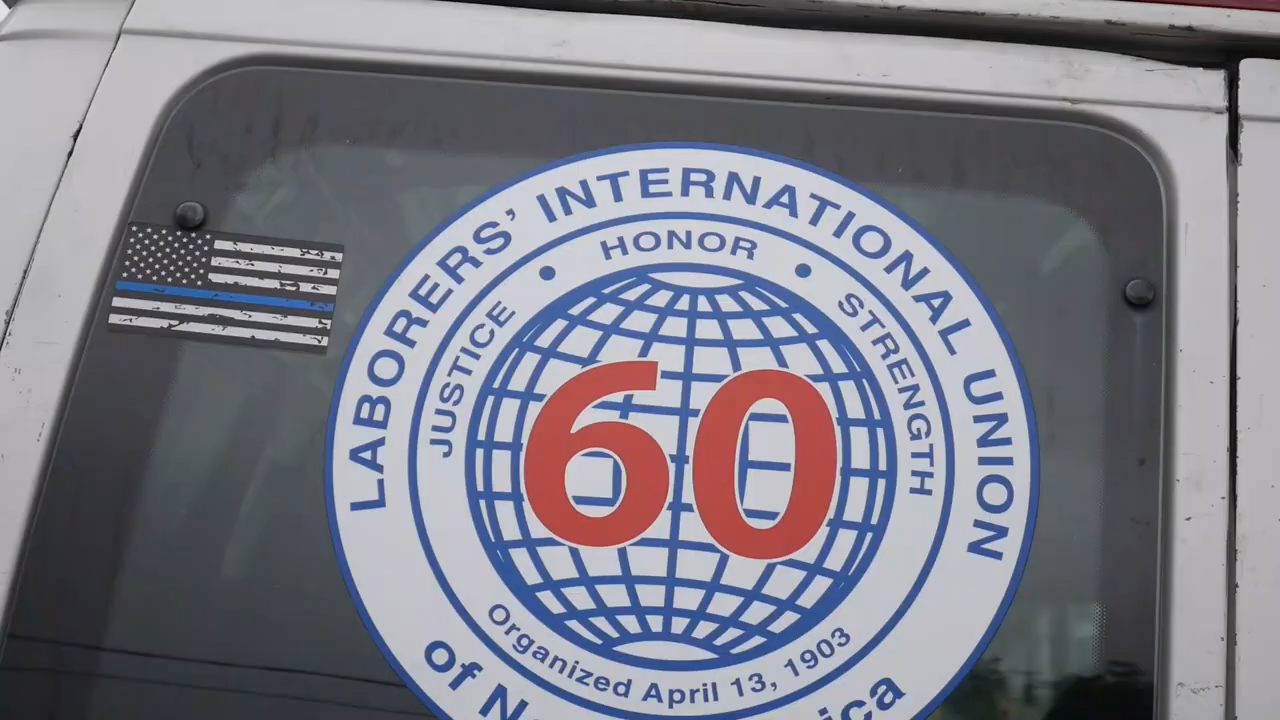 LABORERS' INTERNATIONAL UNION
JUSTICE • HONOR • STRENGTH
60
Organized April 13, 1903
of